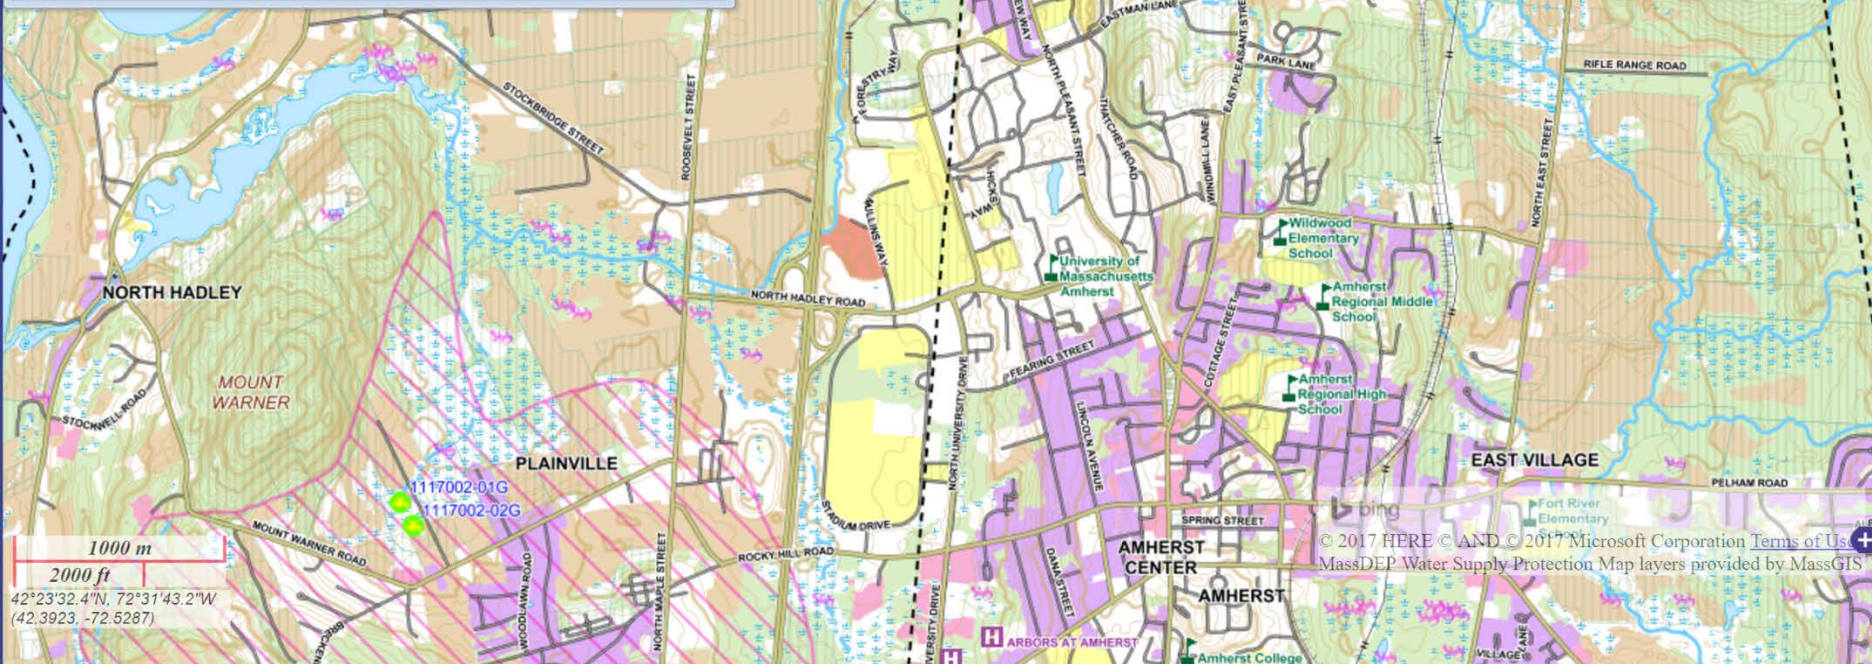 EASTMAN LANE
NORTH PLEASANT STREET
EAST PLEASANT STRE
PARK LANE
RIFLE RANGE ROAD
STOCKBRIDGE STREET
ROOSEVELT STREET
THATCHER ROAD
WINDMILL LANE
NORTH EAST STREET
HICKS WAY
MULLINS WAY
Wildwood
Elementary
School
University of
Massachusetts
Amherst
Amherst
Regional Middle
School
NORTH HADLEY
NORTH HADLEY ROAD
COTTAGE STREET
FEARING STREET
MOUNT
WARNER
STOCKWELL ROAD
NORTH UNIVERSITY DRIVE
LINCOLN AVENUE
Amherst
Regional High
School
PLAINVILLE
EAST VILLAGE
1117002-01G
1117002-02G
PELHAM ROAD
STADIUM DRIVE
MOUNT WARNER ROAD
SPRING STREET
bing
Fort River
Elementary
1000 m
2000 ft
ROCKY HILL ROAD
AMHERST
CENTER
© 2017 HERE © AND © 2017 Microsoft Corporation Terms of Use
MassDEP Water Supply Protection Map layers provided by MassGIS
42°23'32.4"N, 72°31'43.2"W
(42.3923, -72.5287)
WOODLAWN ROAD
NORTH MAPLE STREET
DANA STREET
AMHERST
H ARBORS AT AMHERST
H
VERSITY DRIVE
BRECKEN
Amherst College
VILLAGE LANE